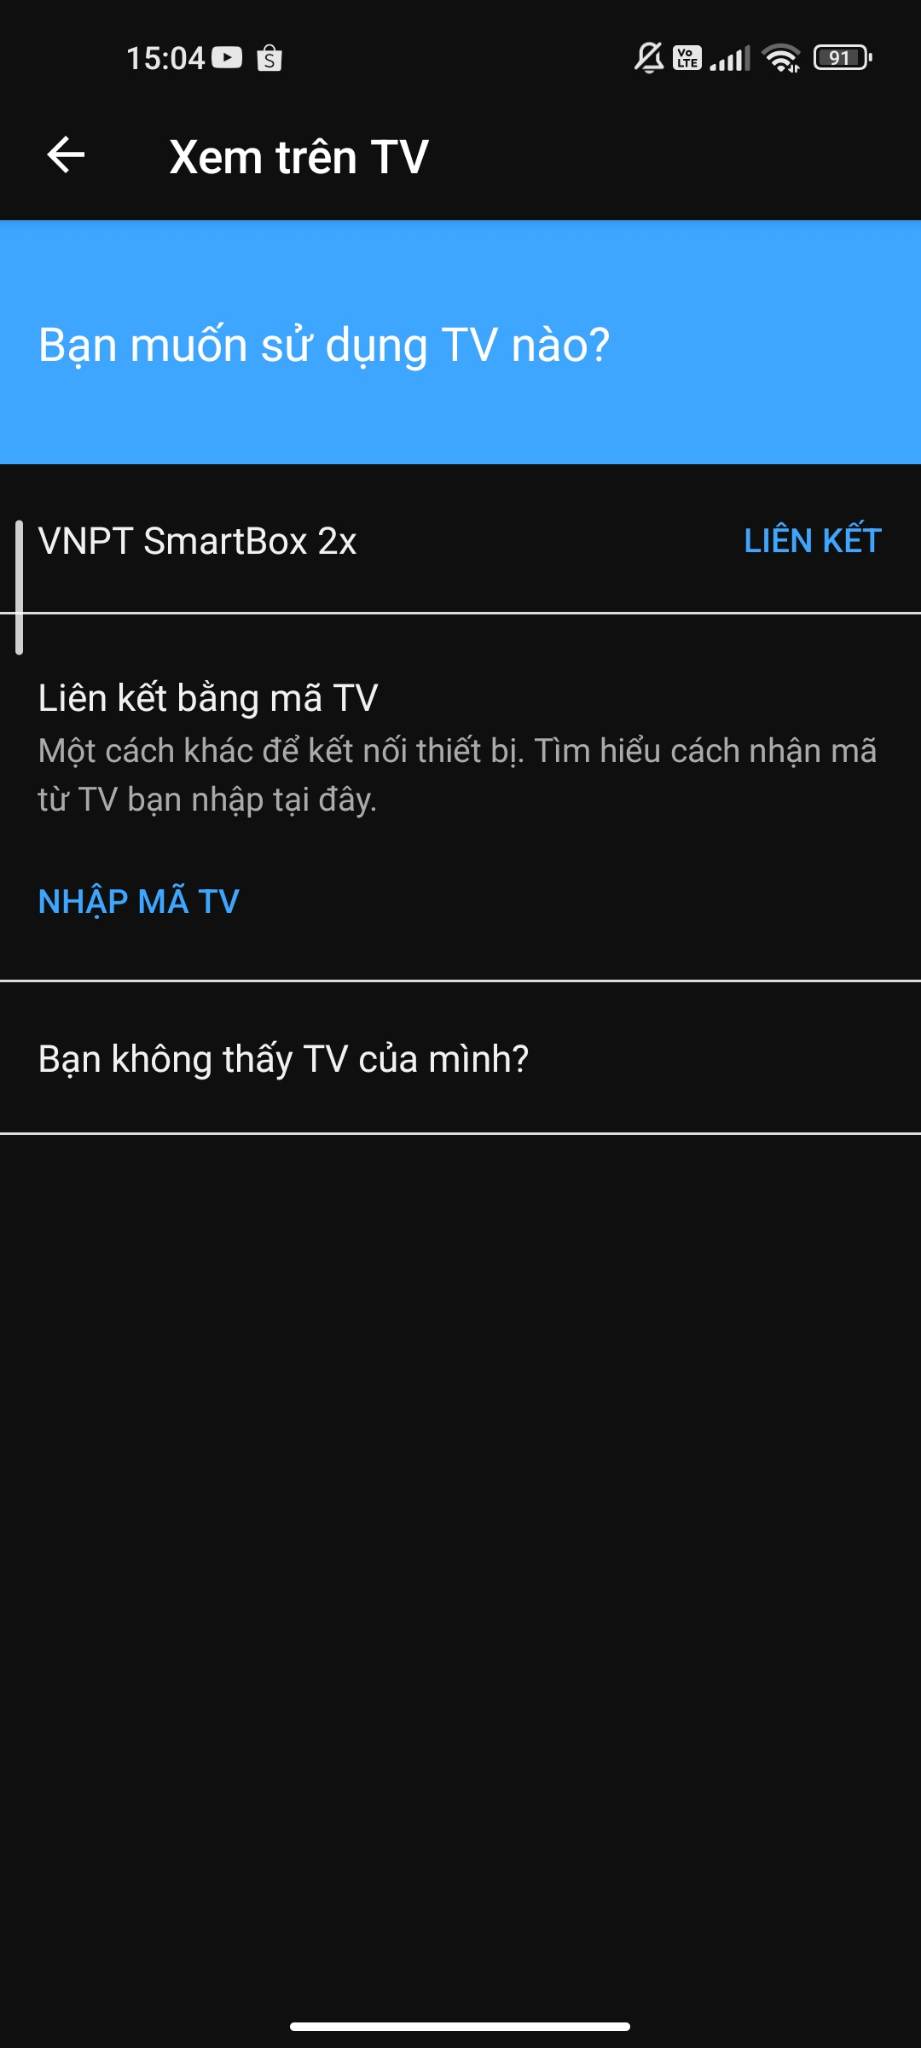 15:04
Vo
LTE
91
Xem trên TV
Bạn muốn sử dụng TV nào?
VNPT SmartBox 2x
LIÊN KẾT
Liên kết bằng mã TV
Một cách khác để kết nối thiết bị. Tìm hiểu cách nhận mã
từ TV bạn nhập tại đây.
NHẬP MÃ TV
Bạn không thấy TV của mình?